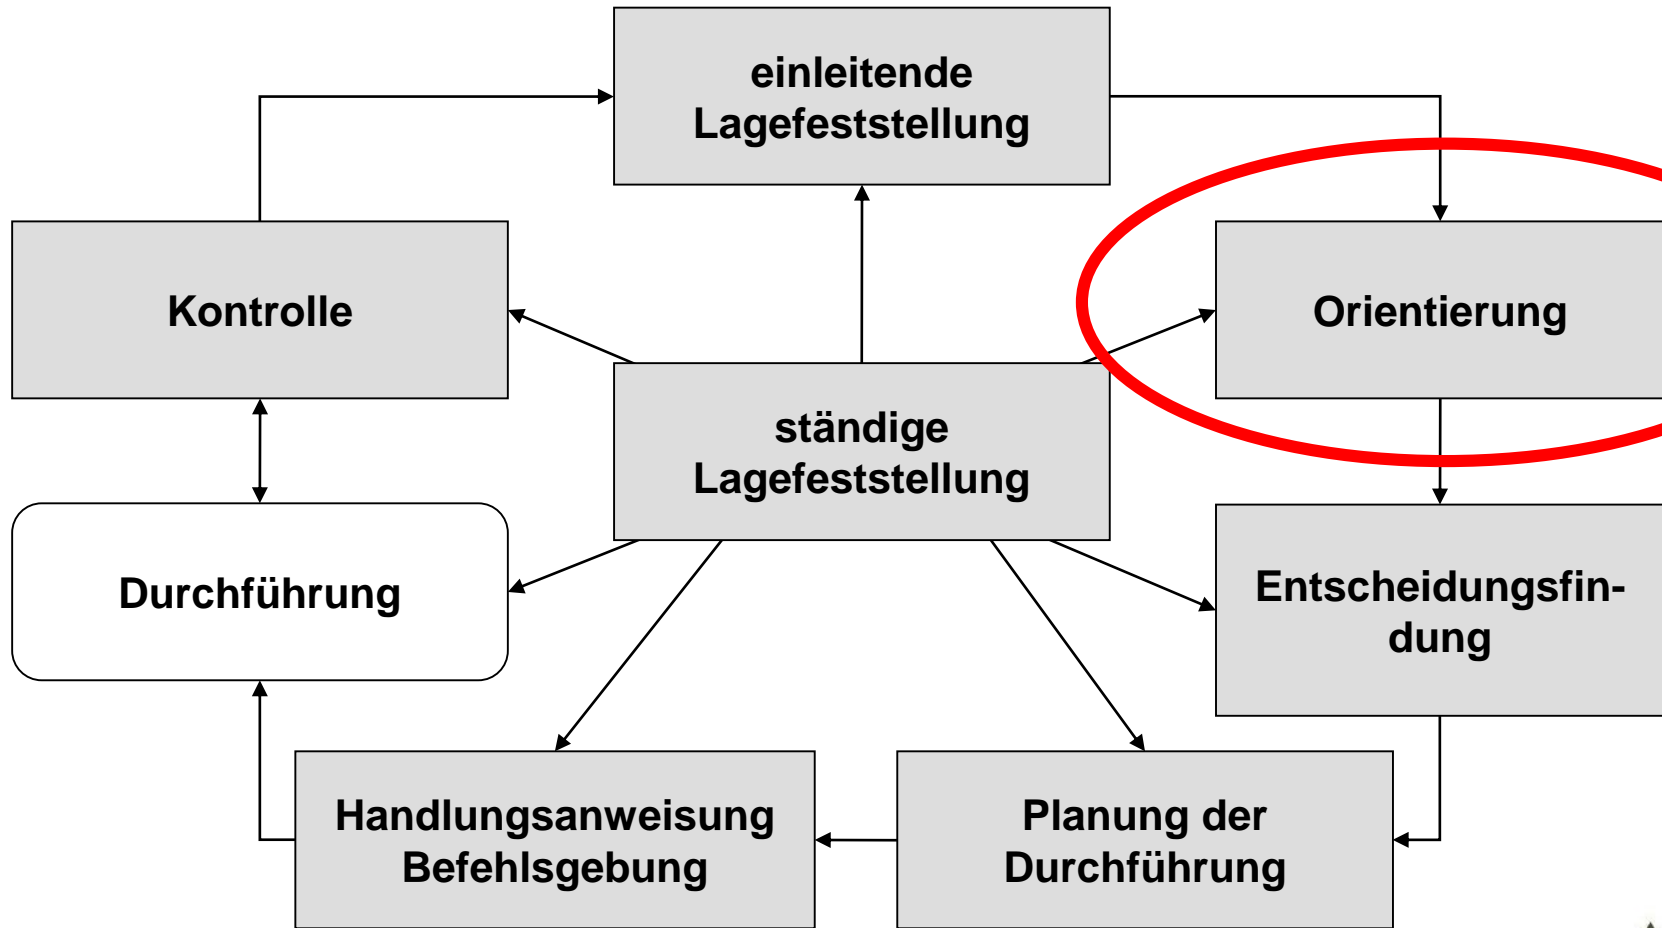 einleitende
Lagefeststellung
Kontrolle
Orientierung
ständige
Lagefeststellung
Durchführung
Entscheidungsfin-
dung
Handlungsanweisung
Befehlsgebung
Planung der
Durchführung